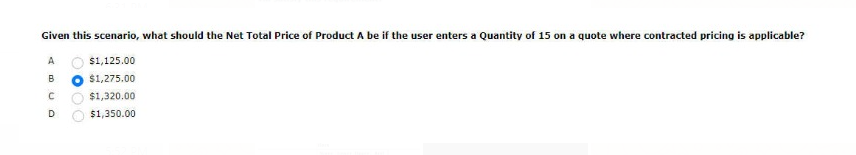 Given this scenario, what should the Net Total Price of Product A be if the user enters a Quantity of 15 on a quote where contracted pricing is applicable?
A $1,125.00
B $1,275.00
C $1,320.00
D $1,350.00